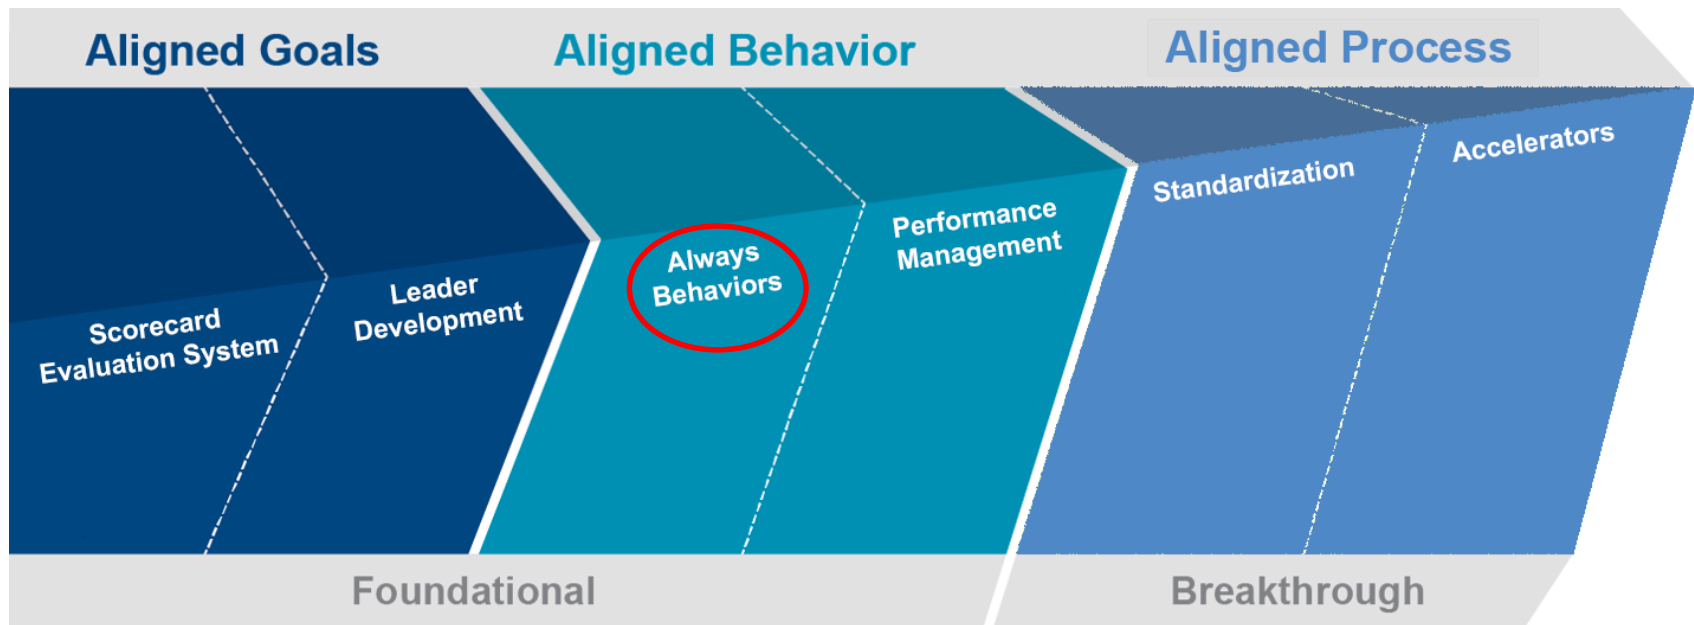 Aligned Goals
Aligned Behavior
Aligned Process
Scorecard
Evaluation System
Leader
Development
Always
Behaviors
Performance
Management
Standardization
Accelerators
Foundational
Breakthrough